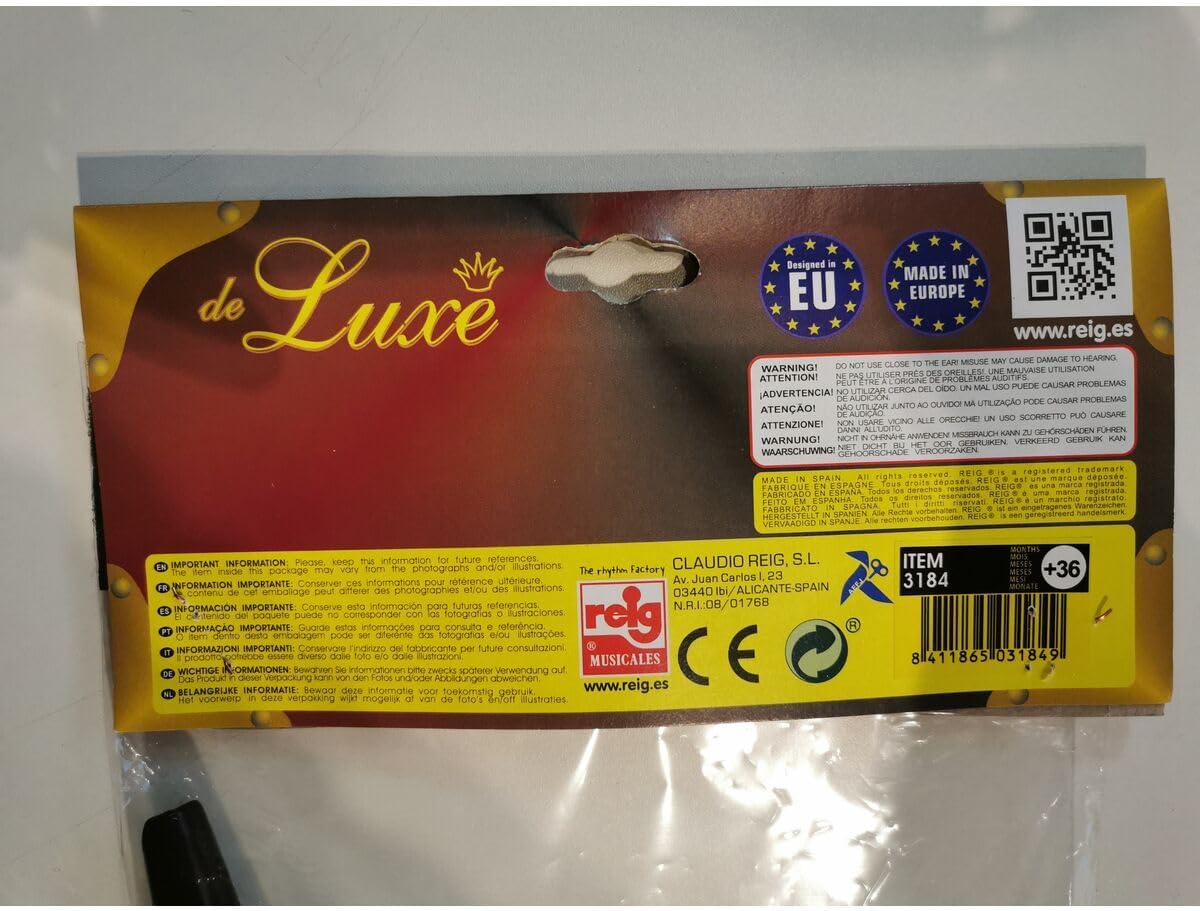 de Luxe
Designed in
EU
MADE IN
EUROPE
www.reig.es
WARNING! DO NOT USE CLOSE TO THE EAR! MISUSE MAY CAUSE DAMAGE TO HEARING.
ATTENTION! NE PAS UTILISER PRÈS DES OREILLES!. UNE MAUVAISE UTILISATION
PEUT ÊTRE À L'ORIGINE DE PROBLÈMES AUDITIFS.
¡ADVERTENCIA! NO UTILIZAR CERCA DEL OÍDO. UN MAL USO PUEDE CAUSAR PROBLEMAS
DE AUDICIÓN.
ATENÇÃO! NÃO UTILIZAR JUNTO AO OUVIDO! MÁ UTILIZAÇÃO PODE CAUSAR PROBLEMAS
DE AUDIÇÃO.
ATTENZIONE! NON USARE VICINO ALLE ORECCHIE! UN USO SCORRETTO PUÒ CAUSARE
DANNI ALL'UDITO.
WARNUNG! NICHT IN OHRNÄHE ANWENDEN! MISSBRAUCH KANN ZU GEHÖRSCHÄDEN FÜHREN.
WAARSCHUWING! NIET DICHT BIJ HET OOR GEBRUIKEN. VERKEERD GEBRUIK KAN
GEHOORSCHADE VEROORZAKEN.
MADE IN SPAIN. All rights reserved. REIG ® is a registered trademark
FABRIQUE EN ESPAGNE. Tous droits déposés. REIG® est une marque déposée.
FABRICADO EN ESPAÑA. Todos los derechos reservados. REIG® es una marca registrada.
FEITO EM ESPANHA. Todos os direitos reservados. REIG® é uma marca registrada.
FABBRICATO IN SPAGNA. Tutti i diritti riservati. REIG® è un marchio registrato.
HERGESTELLT IN SPANIEN. Alle Rechte vorbehalten. REIG ® ist ein eingetragenes Warenzeichen.
VERVAARDIGD IN SPANJE. Alle rechten voorbehouden. REIG® is een geregistreerd handelsmerk.
EN IMPORTANT INFORMATION: Please, keep this information for future references.
The item inside this package may vary from the photographs and/or illustrations.
FR INFORMATION IMPORTANTE: Conserver ces informations pour référence ultérieure.
Le contenu de cet emballage peut differer des photographies et/ou des illustrations.
ES INFORMACIÓN IMPORTANTE: Conserve esta información para futuras referencias.
El contenido del paquete puede no corresponder con las fotografías o ilustraciones.
PT INFORMAÇÃO IMPORTANTE: Guarde estas informações para consulta e referência.
O item dentro desta embalagem pode ser diferente das fotografias e/ou ilustrações.
IT INFORMAZIONI IMPORTANTI: Conservare l'indirizzo del fabbricante per future consultazioni.
Il prodotto potrebbe essere diverso dalle foto e/o dalle illustrazioni.
DE WICHTIGE INFORMATIONEN: Bewahren Sie Informationen bitte zwecks späterer Verwendung auf.
Das Produkt in dieser Verpackung kann von den Fotos und/oder Abbildungen abweichen.
NL BELANGRIJKE INFORMATIE: Bewaar deze informatie voor toekomstig gebruik.
Het voorwerp in deze verpakking wijkt mogelijk af van de foto's en/off illustraties.
The rhythm Factory
reig
®
MUSICALES
www.reig.es
CLAUDIO REIG, S.L.
Av. Juan Carlos I, 23
03440 Ibi/ALICANTE-SPAIN
N.R.I.:08/01768
CE
®
AEFJ
ITEM
3184
MONTHS
MOIS
MESES
MESES
MESI
MONATE
+36
8 411865 031849